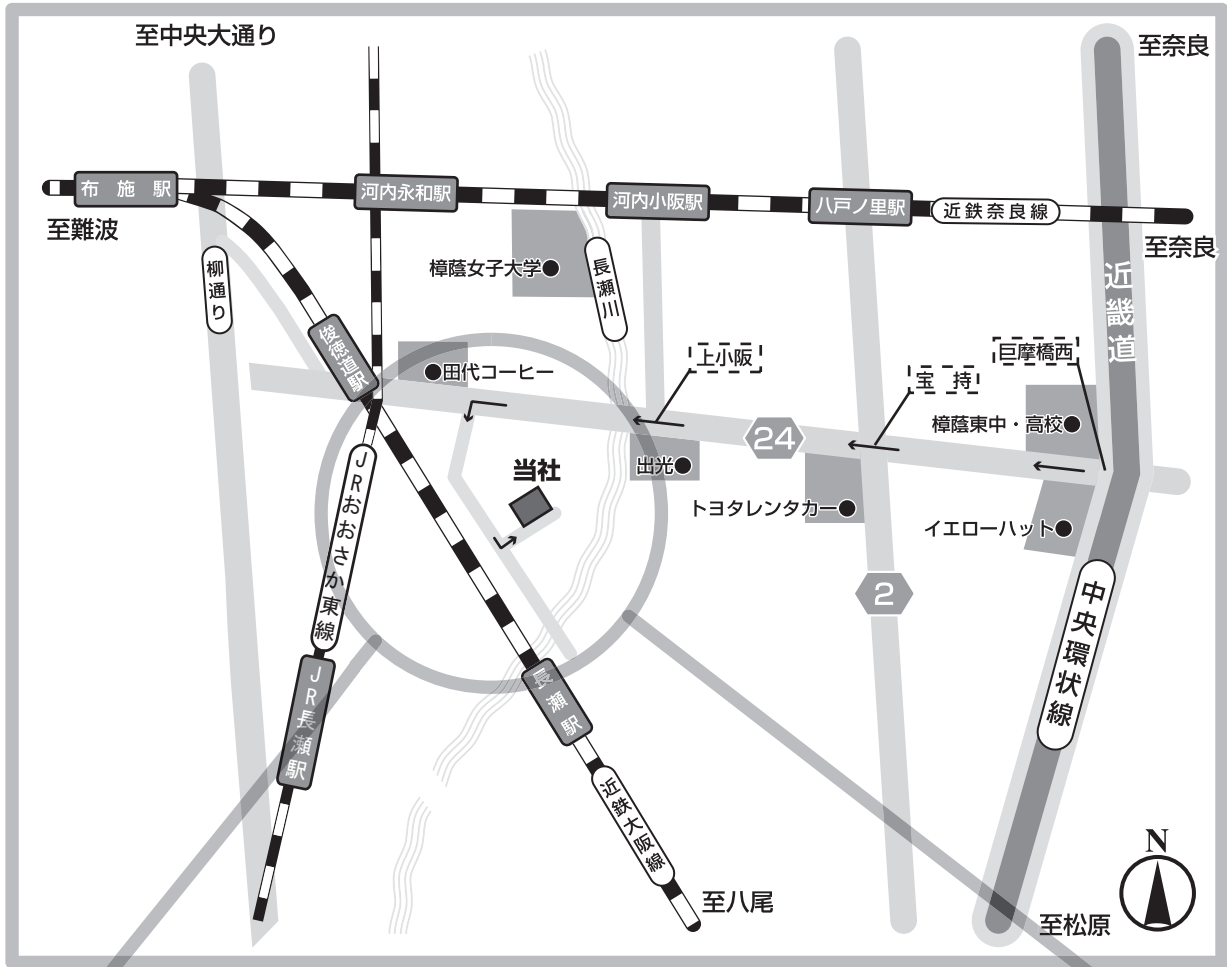 至中央大通り
至奈良
布施駅
河内永和駅
河内小阪駅
八戸ノ里駅
近鉄奈良線
至難波
至奈良
柳通り
樟蔭女子大学
長瀬川
近畿道
俊徳道駅
田代コーヒー
上小阪
巨摩橋西
宝持
樟蔭東中・高校
24
出光
当社
トヨタレンタカー
イエローハット
JRおおさか東線
2
中央環状線
JR長瀬駅
長瀬駅
近鉄大阪線
N
至八尾
至松原